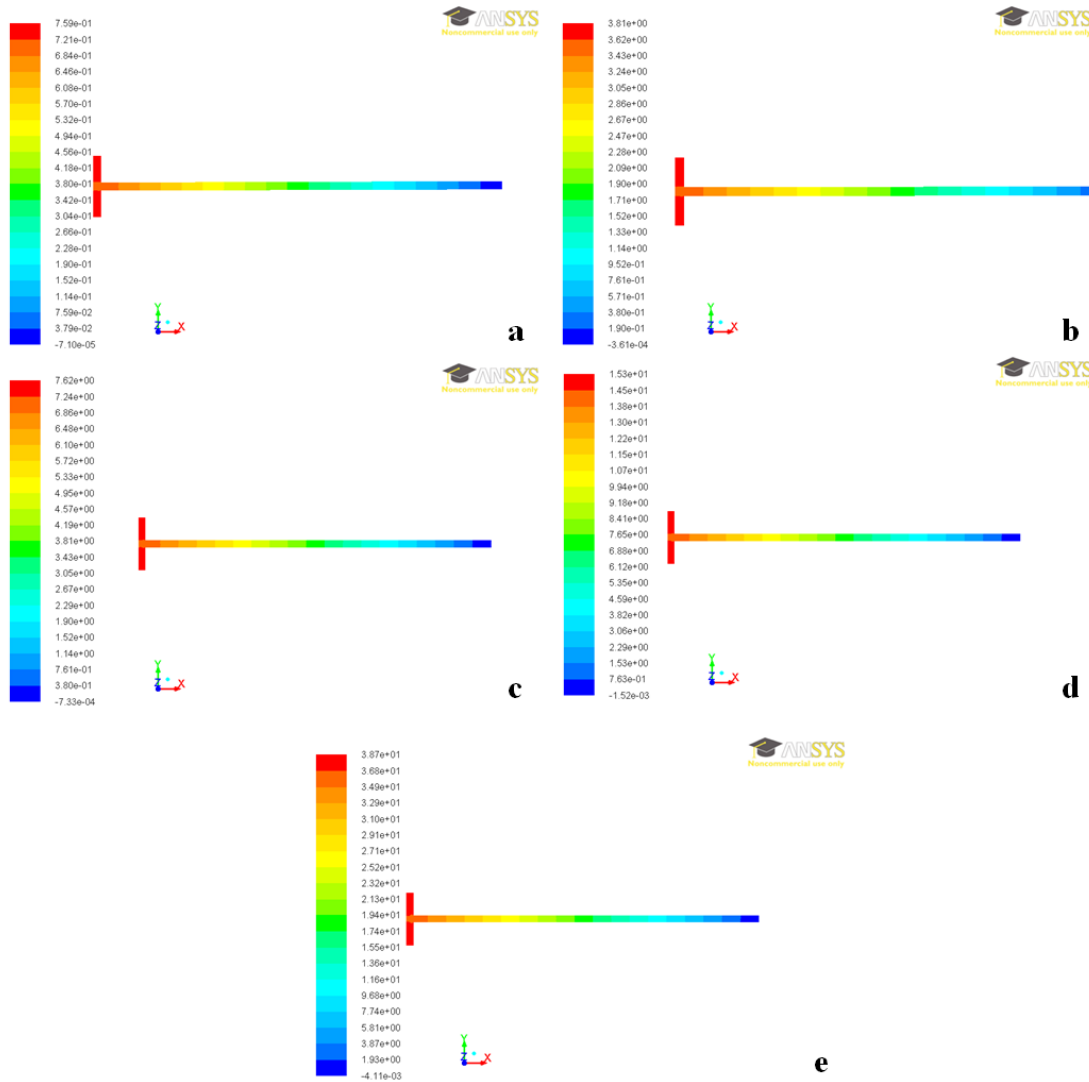 ANSYS
Noncommercial use only
7.59e-01
7.21e-01
6.84e-01
6.46e-01
6.08e-01
5.70e-01
5.32e-01
4.94e-01
4.56e-01
4.18e-01
3.80e-01
3.42e-01
3.04e-01
2.66e-01
2.28e-01
1.90e-01
1.52e-01
1.14e-01
7.59e-02
3.79e-02
-7.10e-05
Y
Z X
a
ANSYS
Noncommercial use only
3.81e+00
3.62e+00
3.43e+00
3.24e+00
3.05e+00
2.86e+00
2.67e+00
2.47e+00
2.28e+00
2.09e+00
1.90e+00
1.71e+00
1.52e+00
1.33e+00
1.14e+00
9.52e-01
7.61e-01
5.71e-01
3.80e-01
1.90e-01
-3.61e-04
Y
Z X
b
ANSYS
Noncommercial use only
7.62e+00
7.24e+00
6.86e+00
6.48e+00
6.10e+00
5.72e+00
5.33e+00
4.95e+00
4.57e+00
4.19e+00
3.81e+00
3.43e+00
3.05e+00
2.67e+00
2.29e+00
1.90e+00
1.52e+00
1.14e+00
7.61e-01
3.80e-01
-7.33e-04
Y
Z X
c
ANSYS
Noncommercial use only
1.53e+01
1.45e+01
1.38e+01
1.30e+01
1.22e+01
1.15e+01
1.07e+01
9.94e+00
9.18e+00
8.41e+00
7.65e+00
6.88e+00
6.12e+00
5.35e+00
4.59e+00
3.82e+00
3.06e+00
2.29e+00
1.53e+00
7.63e-01
-1.52e-03
Y
Z X
d
ANSYS
Noncommercial use only
3.87e+01
3.68e+01
3.49e+01
3.29e+01
3.10e+01
2.91e+01
2.71e+01
2.52e+01
2.32e+01
2.13e+01
1.94e+01
1.74e+01
1.55e+01
1.36e+01
1.16e+01
9.68e+00
7.74e+00
5.81e+00
3.87e+00
1.93e+00
-4.11e-03
Y
Z X
e